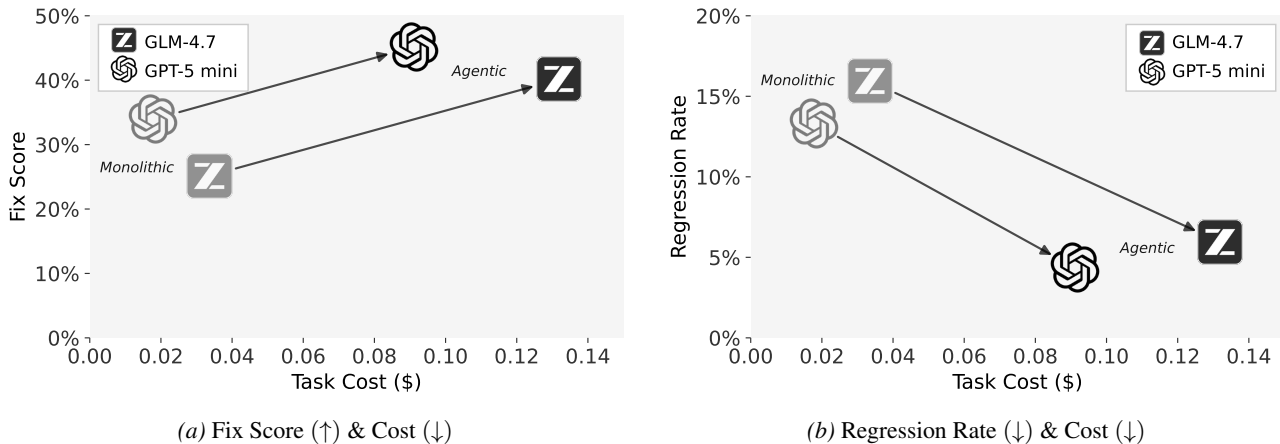 50%
40%
30%
20%
10%
0%
Fix Score
GLM-4.7
GPT-5 mini
Agentic
Monolithic
0.00 0.02 0.04 0.06 0.08 0.10 0.12 0.14
Task Cost ($)
(a) Fix Score (↑) & Cost (↓)
20%
15%
10%
5%
0%
Regression Rate
GLM-4.7
GPT-5 mini
Monolithic
Agentic
0.00 0.02 0.04 0.06 0.08 0.10 0.12 0.14
Task Cost ($)
(b) Regression Rate (↓) & Cost (↓)